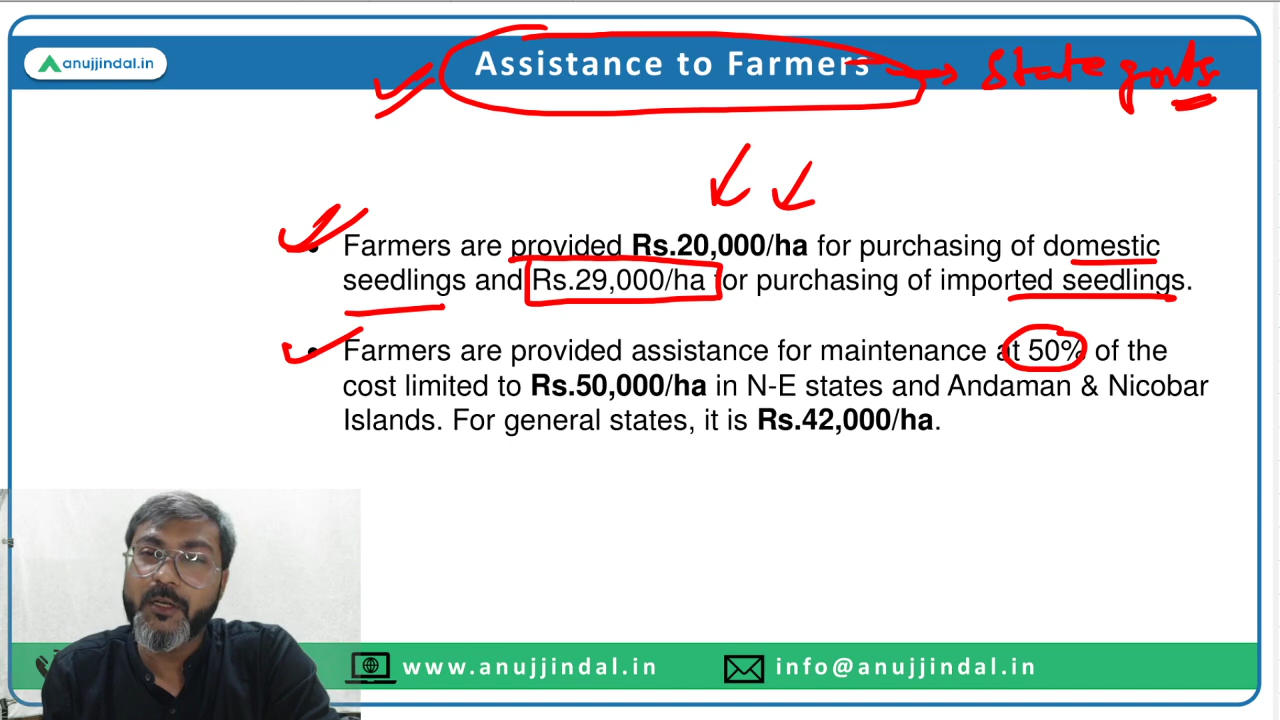 anujjindal.in
Assistance to Farmers
State govts
• Farmers are provided Rs.20,000/ha for purchasing of domestic
seedlings and Rs.29,000/ha for purchasing of imported seedlings.
• Farmers are provided assistance for maintenance at 50% of the
cost limited to Rs.50,000/ha in N-E states and Andaman & Nicobar
Islands. For general states, it is Rs.42,000/ha.
www.anujjindal.in
info@anujjindal.in